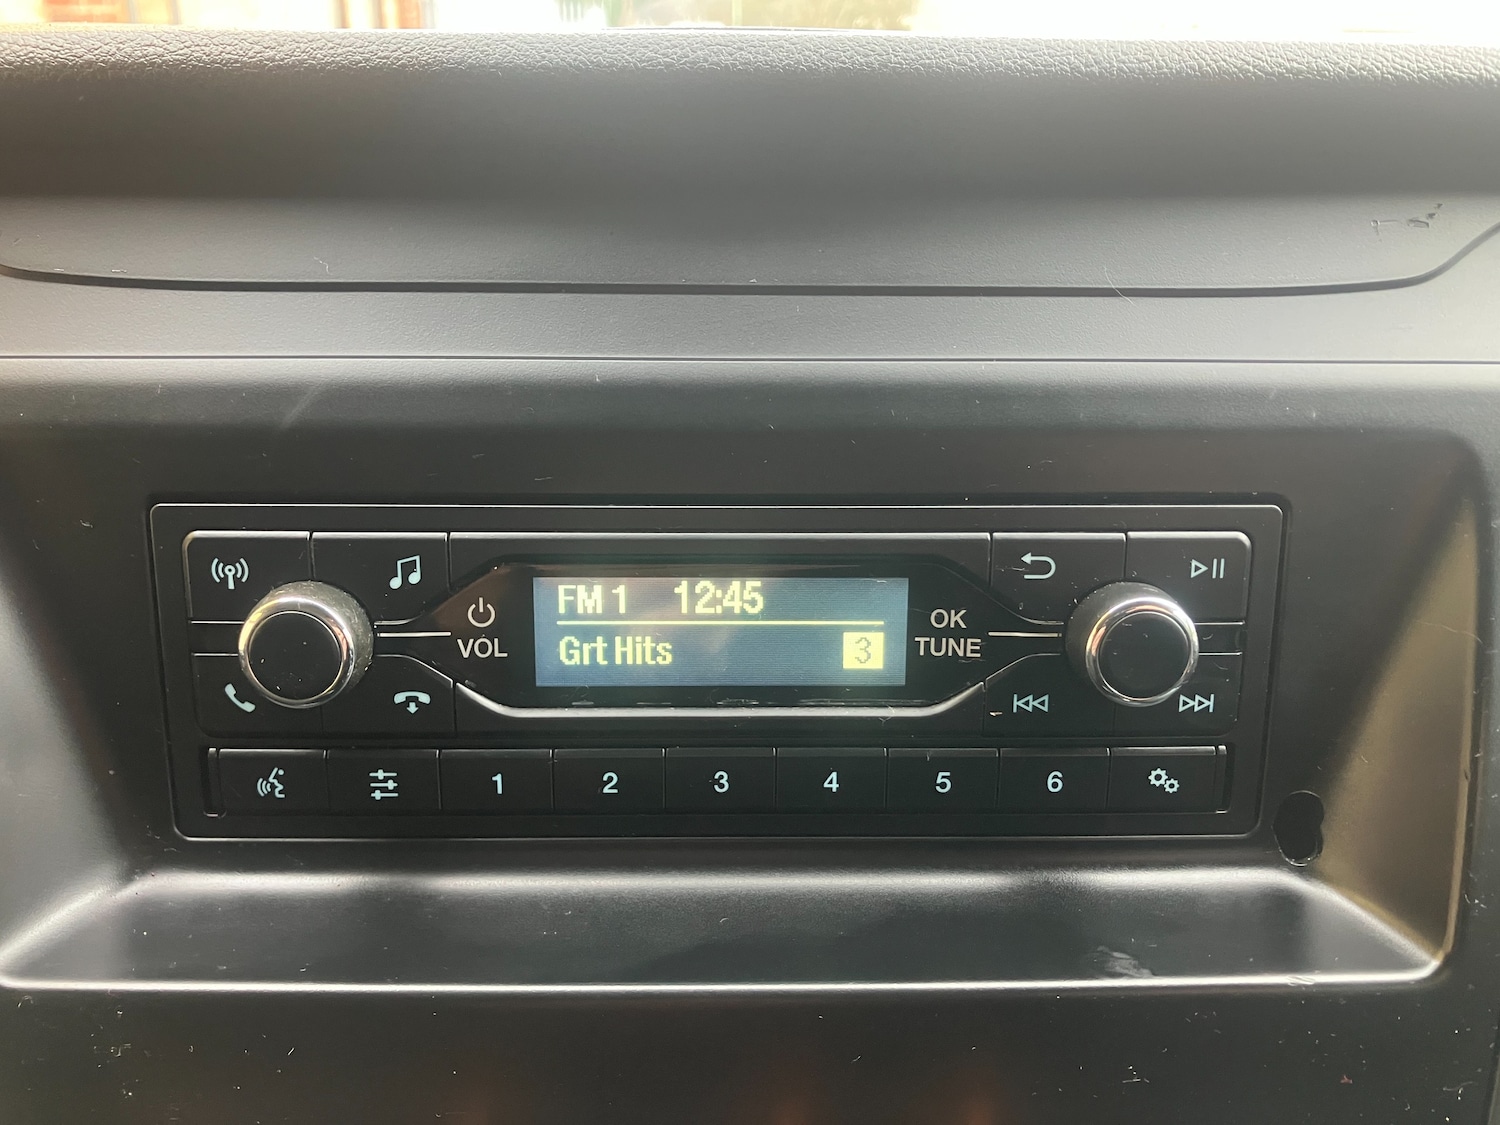 FM 1 12:45
Grt Hits 3
VOL
OK
TUNE
1 2 3 4 5 6